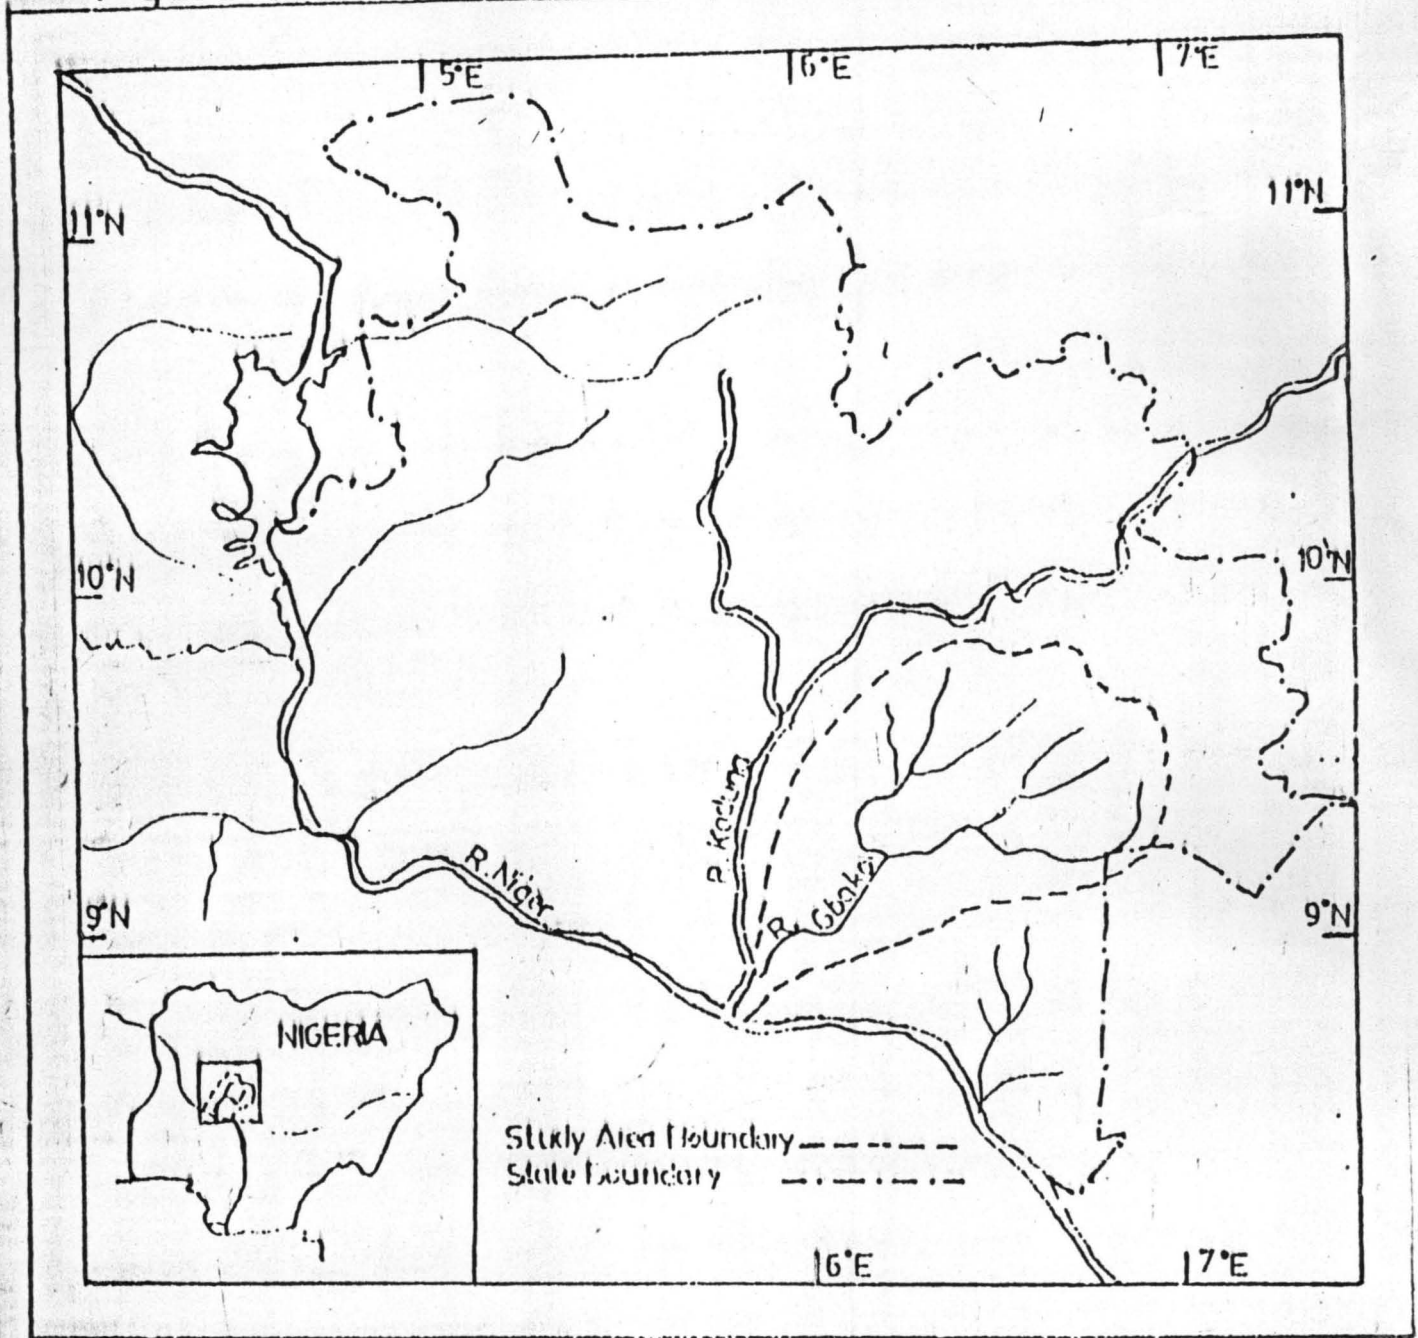 5°E
6°E
7°E
11°N
11°N
10°N
10°N
R. Kaduna
R. Niger
R. Gbako
9°N
9°N
NIGERIA
Study Area Boundary
State Boundary
6°E
7°E